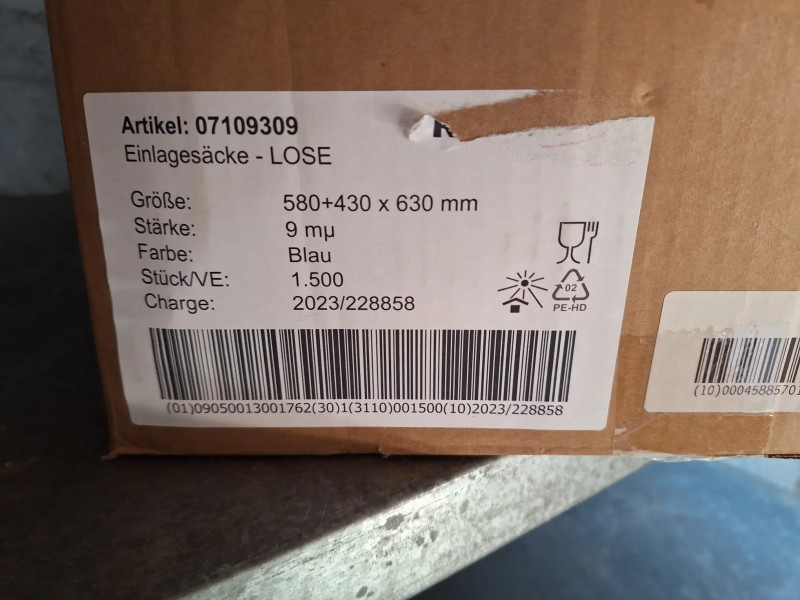 Artikel: 07109309
Einlagesäcke - LOSE
Größe: 580+430 x 630 mm
Stärke: 9 mµ
Farbe: Blau
Stück/VE: 1.500
Charge: 2023/228858
02
PE-HD
(01)09050013001762(30)1(3110)001500(10)2023/228858
(10)0004588570